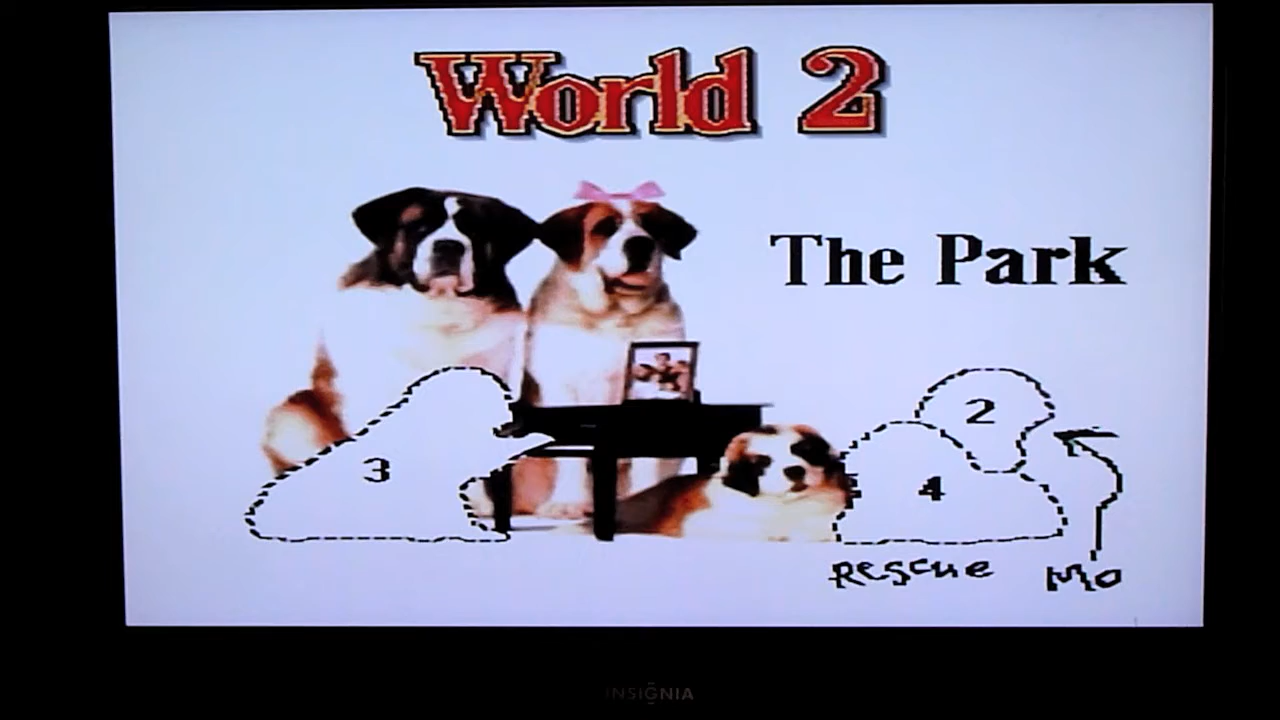 World 2
The Park
2
3
4
Rescue
Mo
INSIGNIA